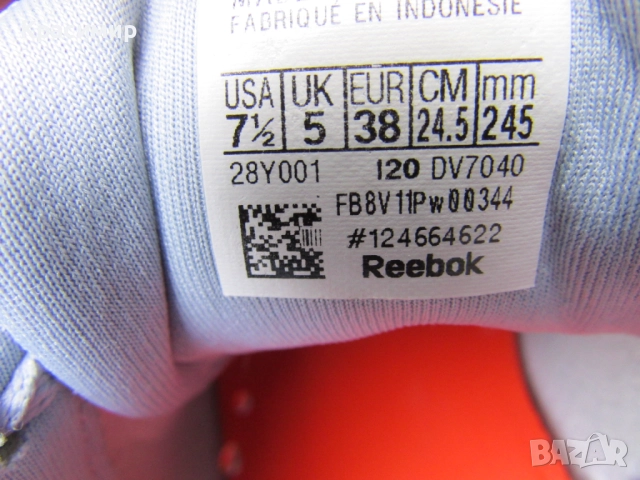 FABRIQUÉ EN INDONÉSIE
USA UK EUR CM mm
7½ 5 38 24.5 245
28Y001 I20 DV7040
FB8V11Pw00344
#124664622
Reebok
BAZAR